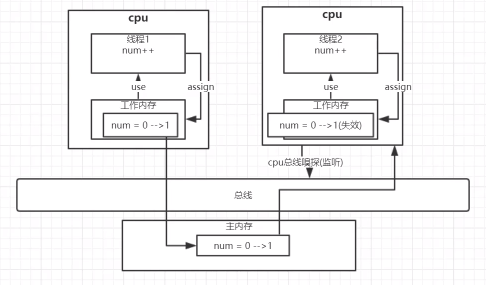 cpu
线程1
num++
use
assign
工作内存
num = 0 -->1
cpu
线程2
num++
use
assign
工作内存
num = 0 -->1(失效)
cpu总线嗅探(监听)
总线
主内存
num = 0 -->1